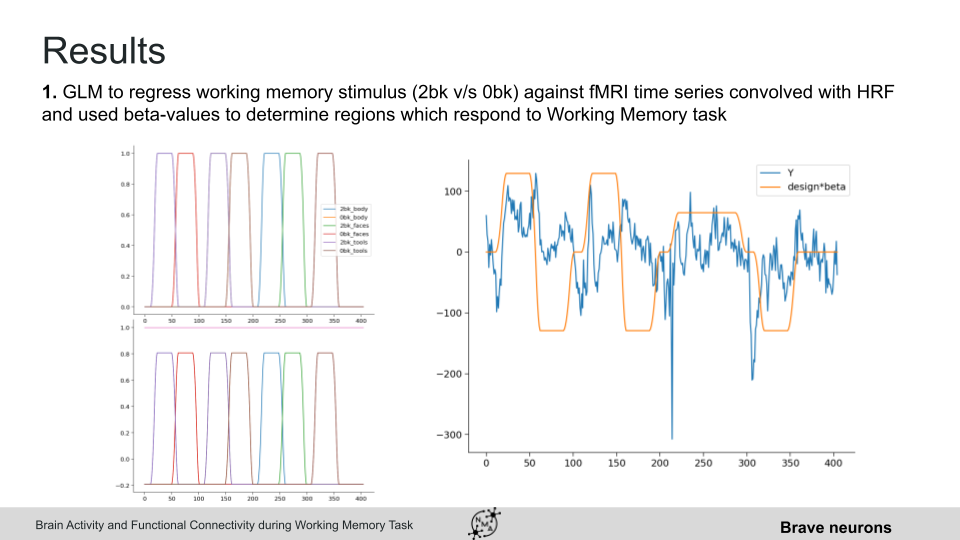 Results
1. GLM to regress working memory stimulus (2bk v/s 0bk) against fMRI time series convolved with HRF
and used beta-values to determine regions which respond to Working Memory task
1.0
0.8
0.6
0.4
0.2
0.0
0 50 100 150 200 250 300 350 400
2bk_body
0bk_body
2bk_faces
0bk_faces
2bk_tools
0bk_tools
1.0
0.8
0.6
0.4
0.2
0.0
−0.2
0 50 100 150 200 250 300 350 400
Y
design*beta
100
0
−100
−200
−300
0 50 100 150 200 250 300 350 400
Brain Activity and Functional Connectivity during Working Memory Task
NMA
Brave neurons